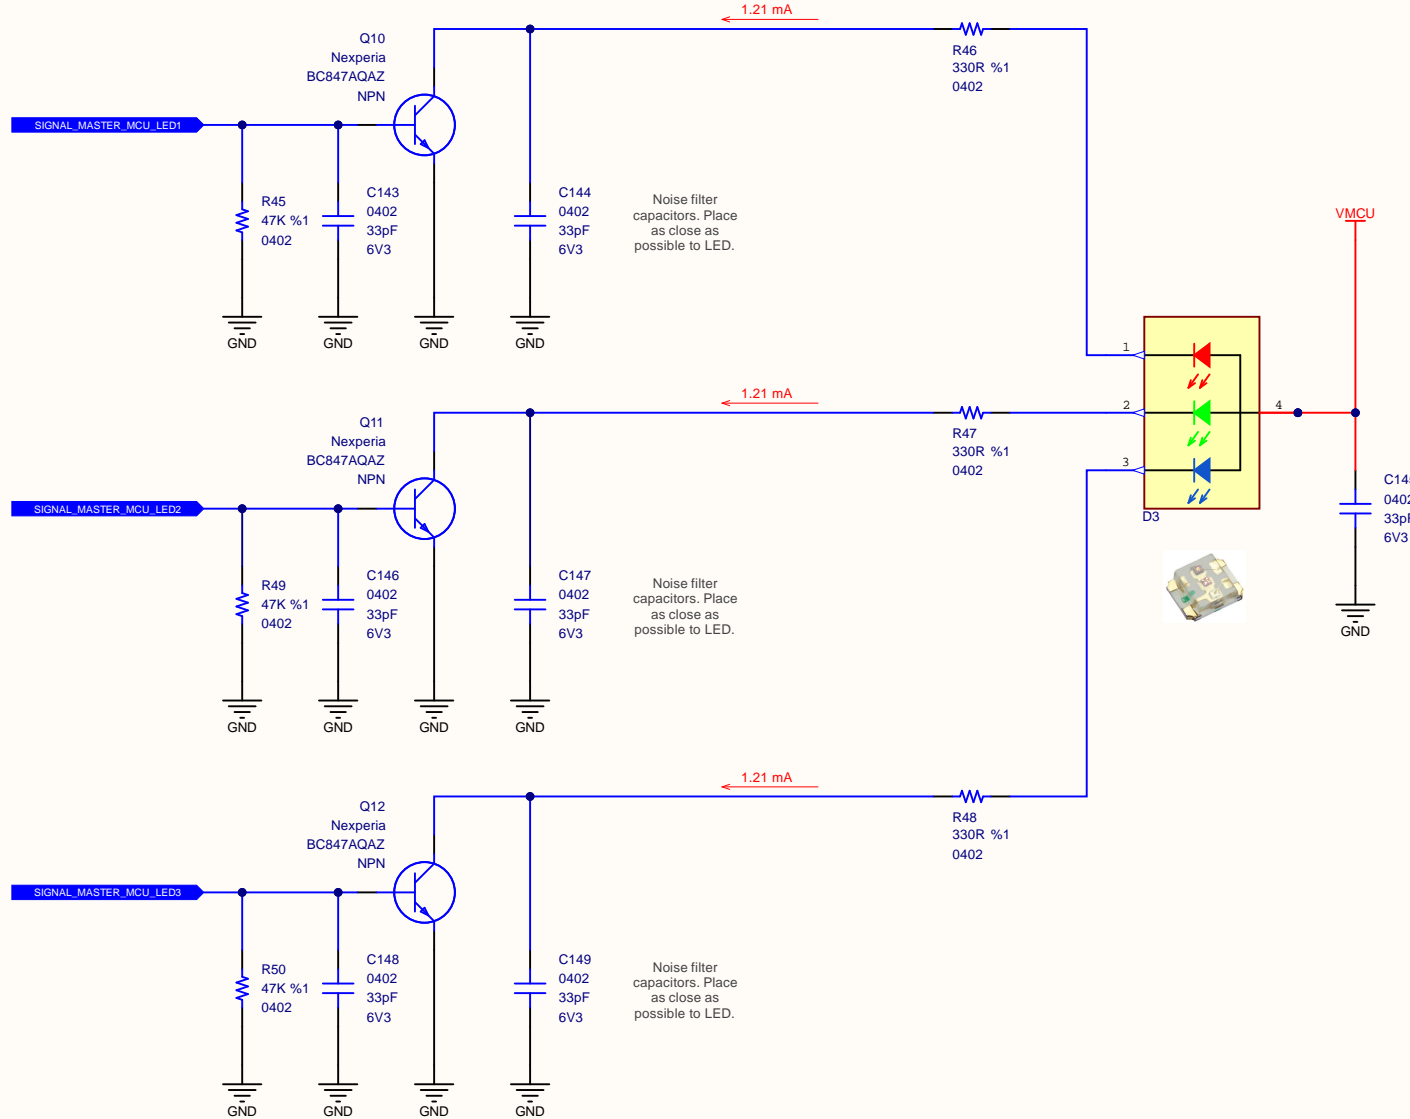 1.21 mA
Q10
Nexperia
BC847AQAZ
NPN
R46
330R %1
0402
SIGNAL_MASTER_MCU_LED1
R45
47K %1
0402
C143
0402
33pF
6V3
C144
0402
33pF
6V3
Noise filter
capacitors. Place
as close as
possible to LED.
GND
GND
GND
GND
VMCU
1
2
3
4
D3
1.21 mA
Q11
Nexperia
BC847AQAZ
NPN
R47
330R %1
0402
SIGNAL_MASTER_MCU_LED2
R49
47K %1
0402
C146
0402
33pF
6V3
C147
0402
33pF
6V3
Noise filter
capacitors. Place
as close as
possible to LED.
GND
GND
GND
GND
0402
6V3
GND
1.21 mA
Q12
Nexperia
BC847AQAZ
NPN
R48
330R %1
0402
SIGNAL_MASTER_MCU_LED3
R50
47K %1
0402
C148
0402
33pF
6V3
C149
0402
33pF
6V3
Noise filter
capacitors. Place
as close as
possible to LED.
GND
GND
GND
GND